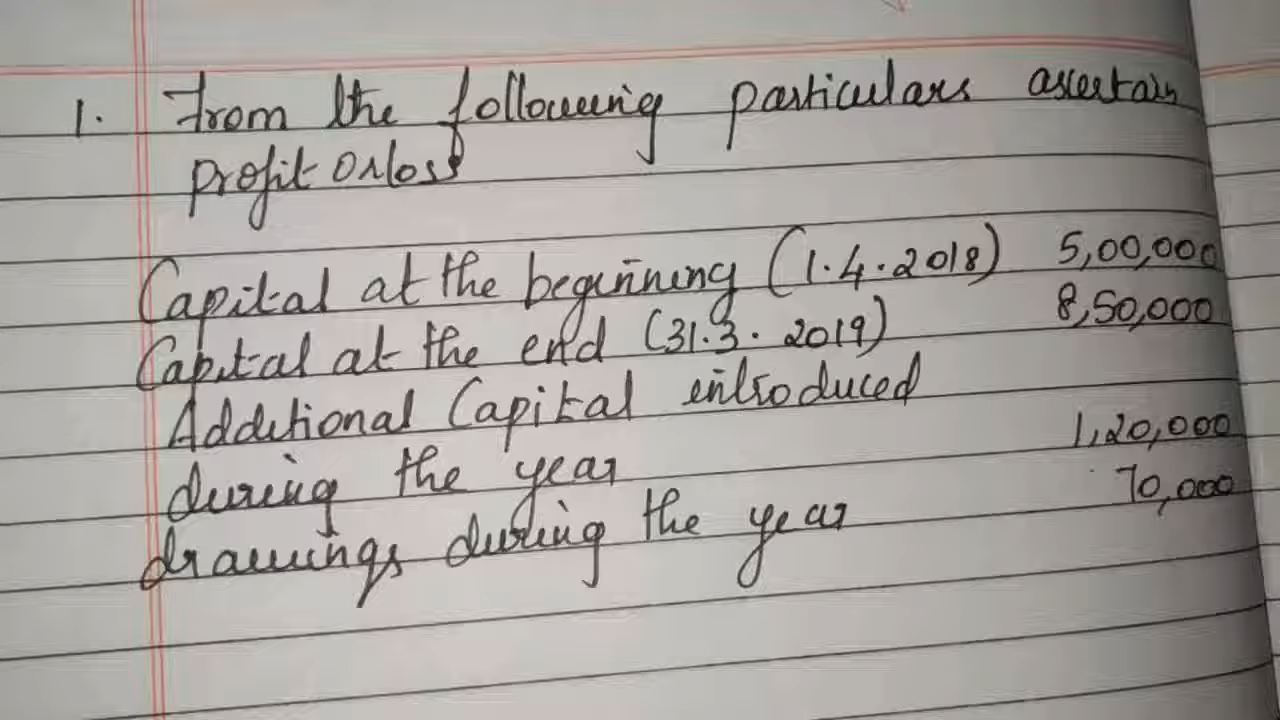 1. From the following particulars ascertain
profit or loss
Capital at the beginning (1.4.2018) 5,00,000
Capital at the end (31.3.2019) 8,50,000
Additional Capital introduced
during the year 1,20,000
drawings during the year 70,000